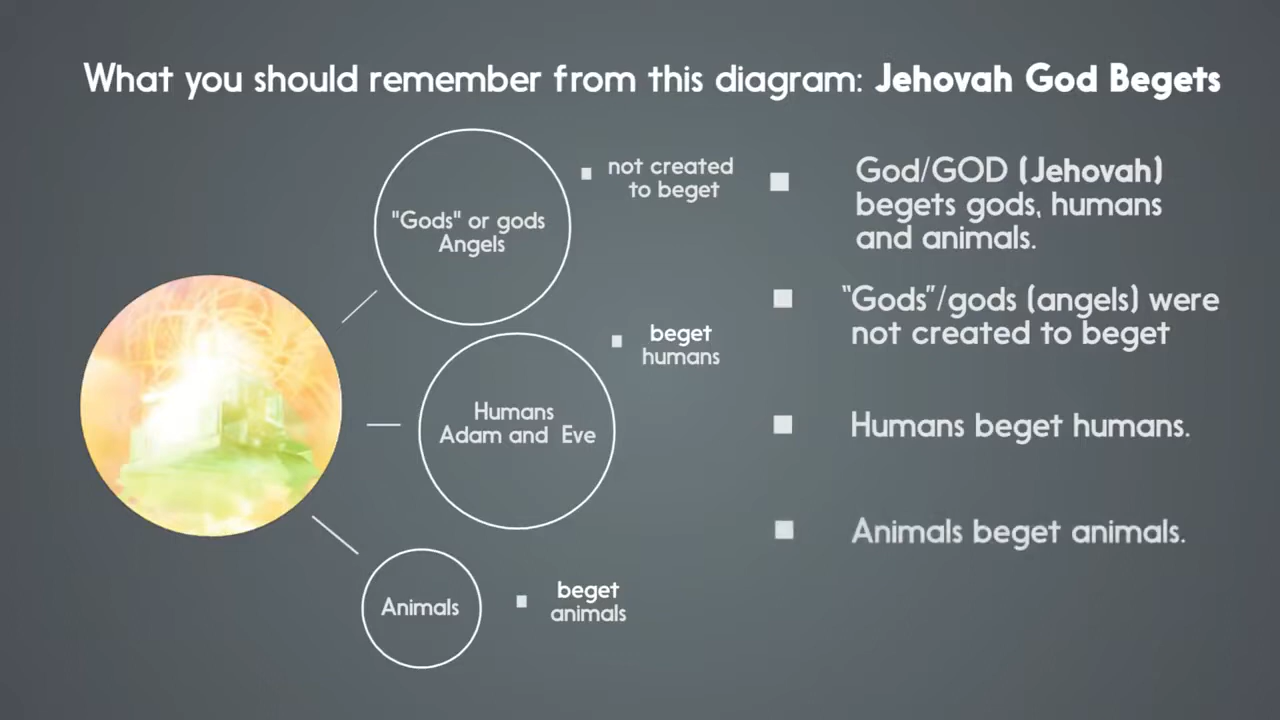 What you should remember from this diagram: Jehovah God Begets
"Gods" or gods
Angels
not created
to beget
Humans
Adam and Eve
beget
humans
Animals
beget
animals
God/GOD (Jehovah)
begets gods, humans
and animals.
“Gods”/gods (angels) were
not created to beget
Humans beget humans.
Animals beget animals.